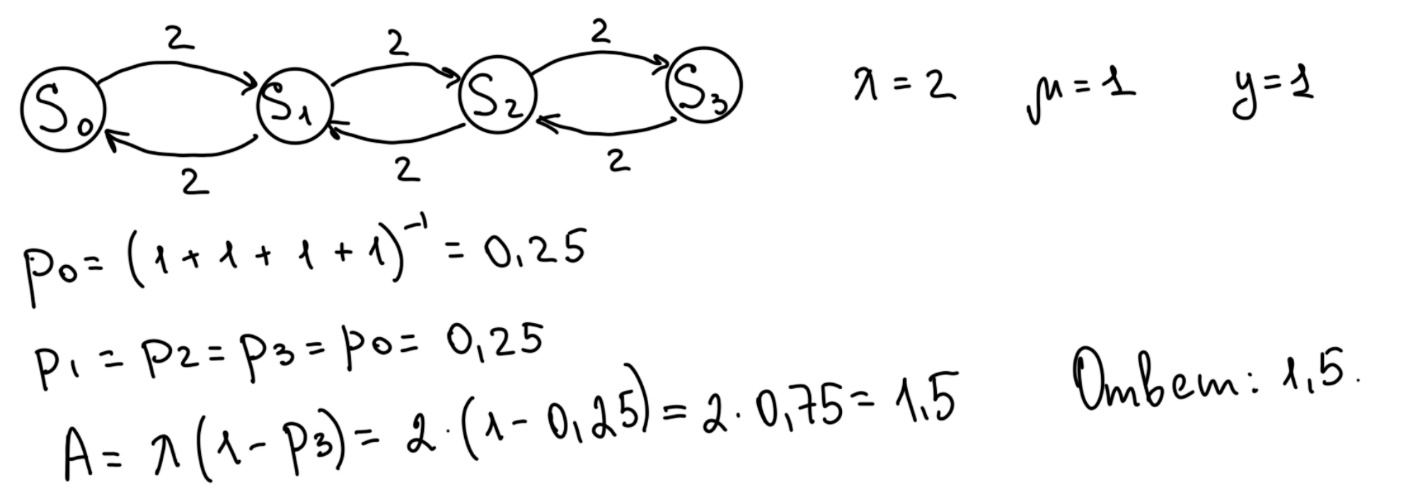 2 2 2
S₀ S₁ S₂ S₃ λ = 2 μ = 1 y = 1
2 2 2
p₀ = (1 + 1 + 1 + 1)⁻¹ = 0,25
p₁ = p₂ = p₃ = p₀ = 0,25
A = λ(1 - p₃) = 2·(1 - 0,25) = 2·0,75 = 1,5 Ответ: 1,5.